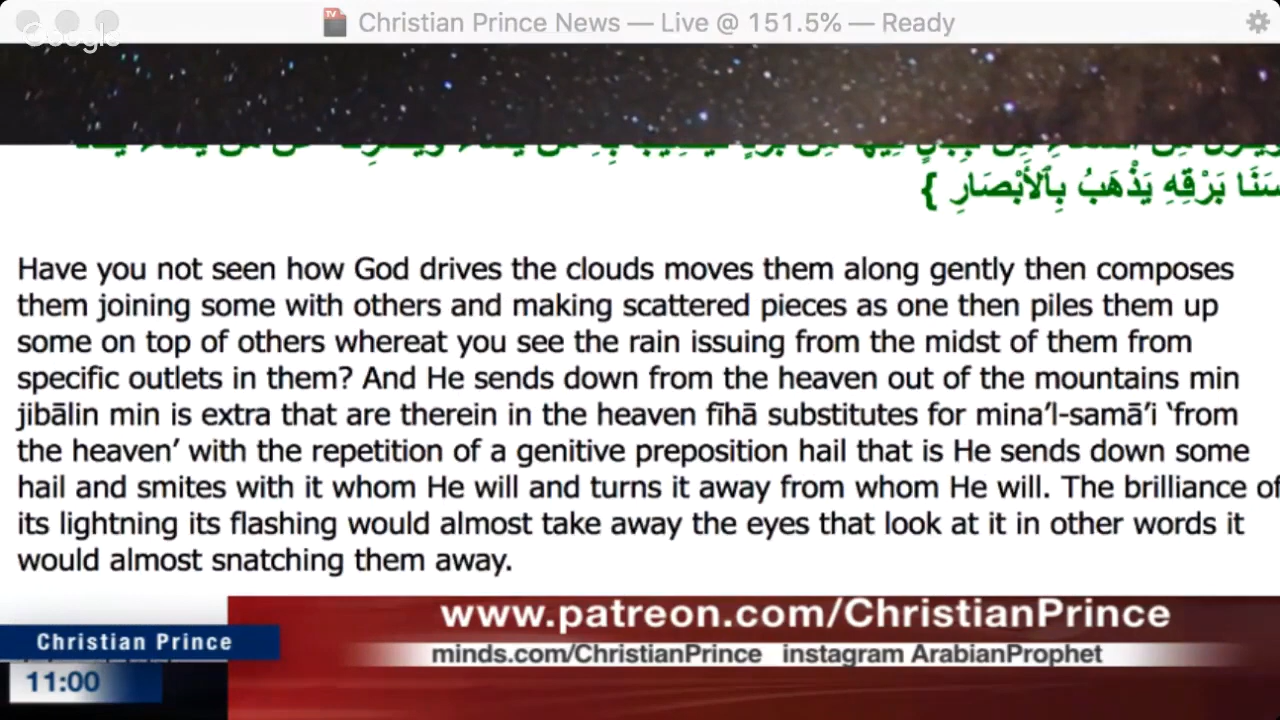 Christian Prince News — Live @ 151.5% — Ready
Google
سَنَا بَرْقِهِ يَذْهَبُ بِٱلأَبْصَارِ }
Have you not seen how God drives the clouds moves them along gently then composes
them joining some with others and making scattered pieces as one then piles them up
some on top of others whereat you see the rain issuing from the midst of them from
specific outlets in them? And He sends down from the heaven out of the mountains min
jibālin min is extra that are therein in the heaven fīhā substitutes for mina’l-samā’i ‘from
the heaven’ with the repetition of a genitive preposition hail that is He sends down some
hail and smites with it whom He will and turns it away from whom He will. The brilliance of
its lightning its flashing would almost take away the eyes that look at it in other words it
would almost snatching them away.
www.patreon.com/ChristianPrince
Christian Prince
minds.com/ChristianPrince instagram ArabianProphet
11:00